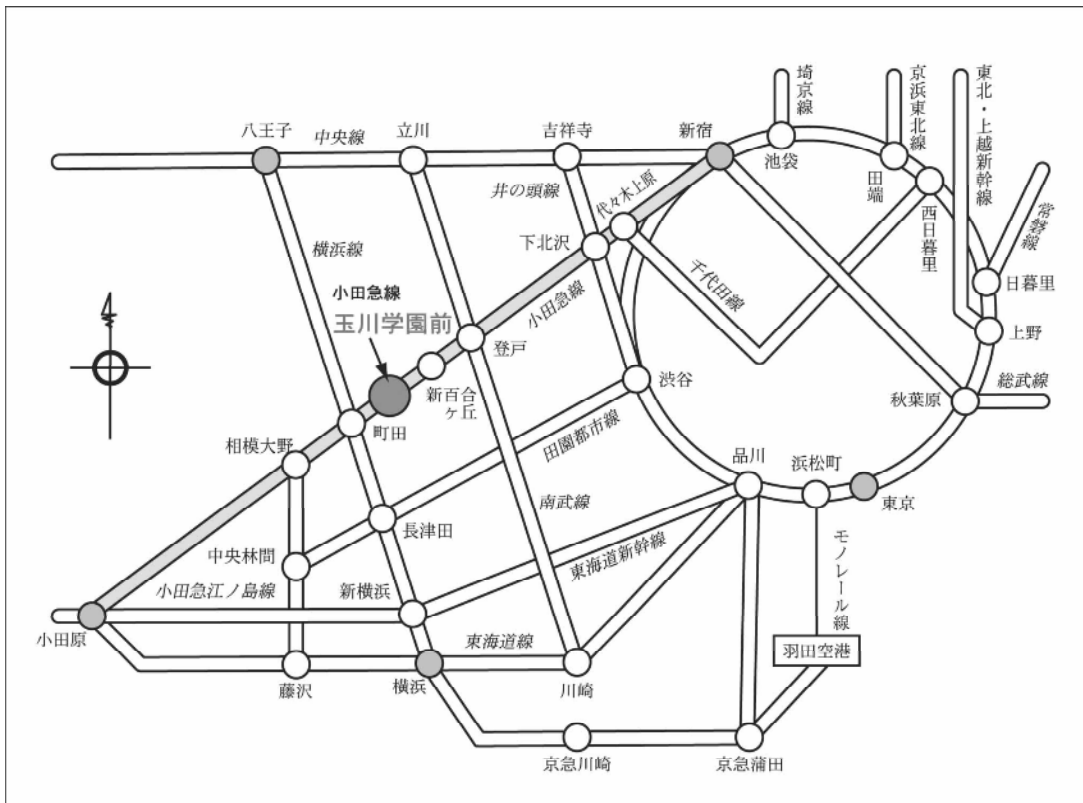 埼京線
京浜東北線
東北・上越新幹線
八王子
中央線
立川
吉祥寺
新宿
池袋
田端
西日暮里
常磐線
井の頭線
代々木上原
下北沢
横浜線
小田急線
千代田線
日暮里
小田急線
玉川学園前
登戸
上野
新百合
ヶ丘
渋谷
総武線
秋葉原
町田
相模大野
田園都市線
品川
浜松町
東京
南武線
長津田
東海道新幹線
モノレール線
中央林間
小田急江ノ島線
新横浜
小田原
東海道線
羽田空港
藤沢
横浜
川崎
京急川崎
京急蒲田